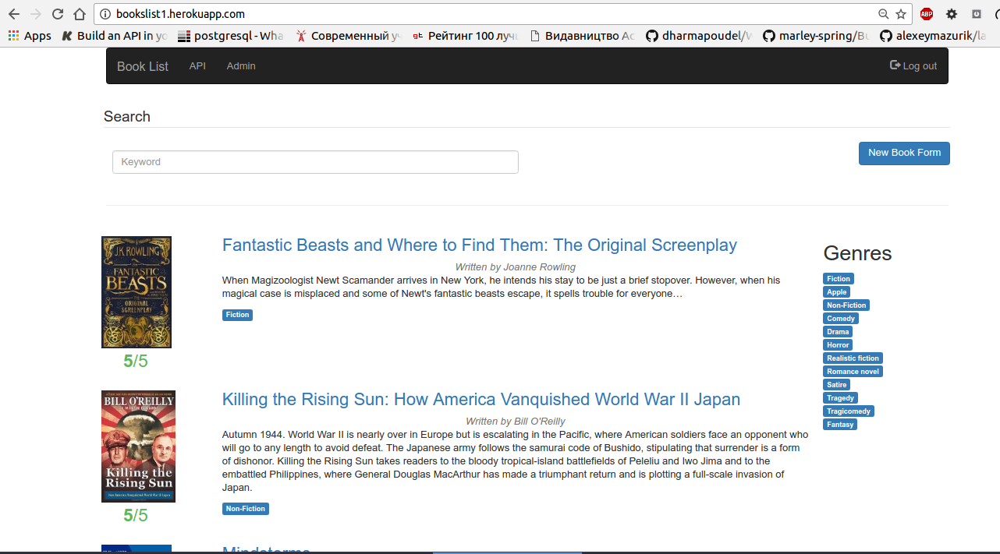 bookslist1.herokuapp.com
ABP
Apps
Build an API in yo
postgresql - Wha
Современный уч
Рейтинг 100 луч
Видавництво Ас
dharmapoudel/W
marley-spring/Bu
alexeymazurik/la
Book List
API
Admin
Log out
Search
Keyword
New Book Form
J.K. ROWLING
FANTASTIC
BEASTS
THE
ORIGINAL
SCREENPLAY
5/5
Fantastic Beasts and Where to Find Them: The Original Screenplay
Written by Joanne Rowling
When Magizoologist Newt Scamander arrives in New York, he intends his stay to be just a brief stopover. However, when his
magical case is misplaced and some of Newt's fantastic beasts escape, it spells trouble for everyone…
Fiction
Genres
Fiction
Apple
Non-Fiction
Comedy
Drama
Horror
Realistic fiction
Romance novel
Satire
Tragedy
Tragicomedy
Fantasy
BILL O'REILLY
Killing the
Rising Sun
How America Vanquished World War II Japan
5/5
Killing the Rising Sun: How America Vanquished World War II Japan
Written by Bill O'Reilly
Autumn 1944. World War II is nearly over in Europe but is escalating in the Pacific, where American soldiers face an opponent who
will go to any length to avoid defeat. The Japanese army follows the samurai code of Bushido, stipulating that surrender is a form
of dishonor. Killing the Rising Sun takes readers to the bloody tropical-island battlefields of Peleliu and Iwo Jima and to the
embattled Philippines, where General Douglas MacArthur has made a triumphant return and is plotting a full-scale invasion of
Japan.
Non-Fiction
Mindstorms